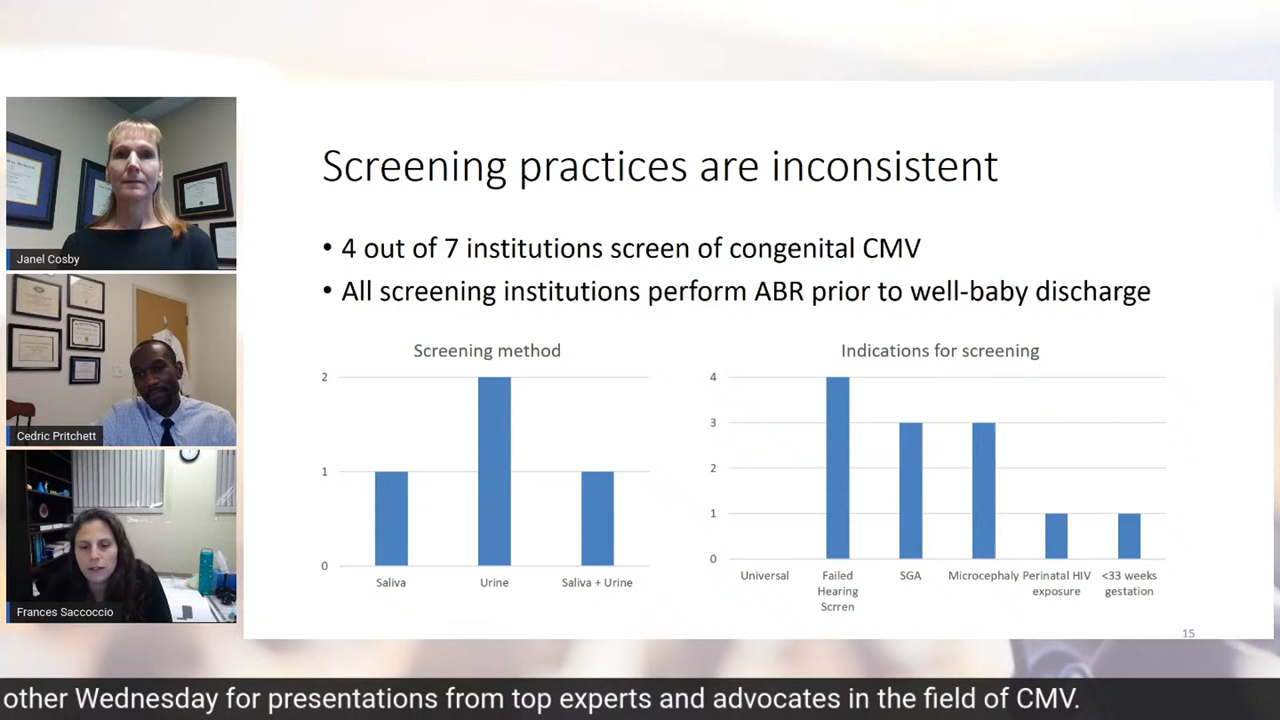 Screening practices are inconsistent
• 4 out of 7 institutions screen of congenital CMV
• All screening institutions perform ABR prior to well-baby discharge
Screening method
2
1
0
Saliva
Urine
Saliva + Urine
Indications for screening
4
3
2
1
0
Universal
Failed
Hearing
Scrren
SGA
Microcephaly
Perinatal HIV
exposure
<33 weeks
gestation
15
Janel Cosby
Cedric Pritchett
Frances Saccoccio
other Wednesday for presentations from top experts and advocates in the field of CMV.